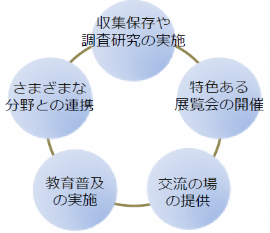 収集保存や
調査研究の実施
特色ある
展覧会の開催
交流の場
の提供
教育普及
の実施
さまざまな
分野との連携